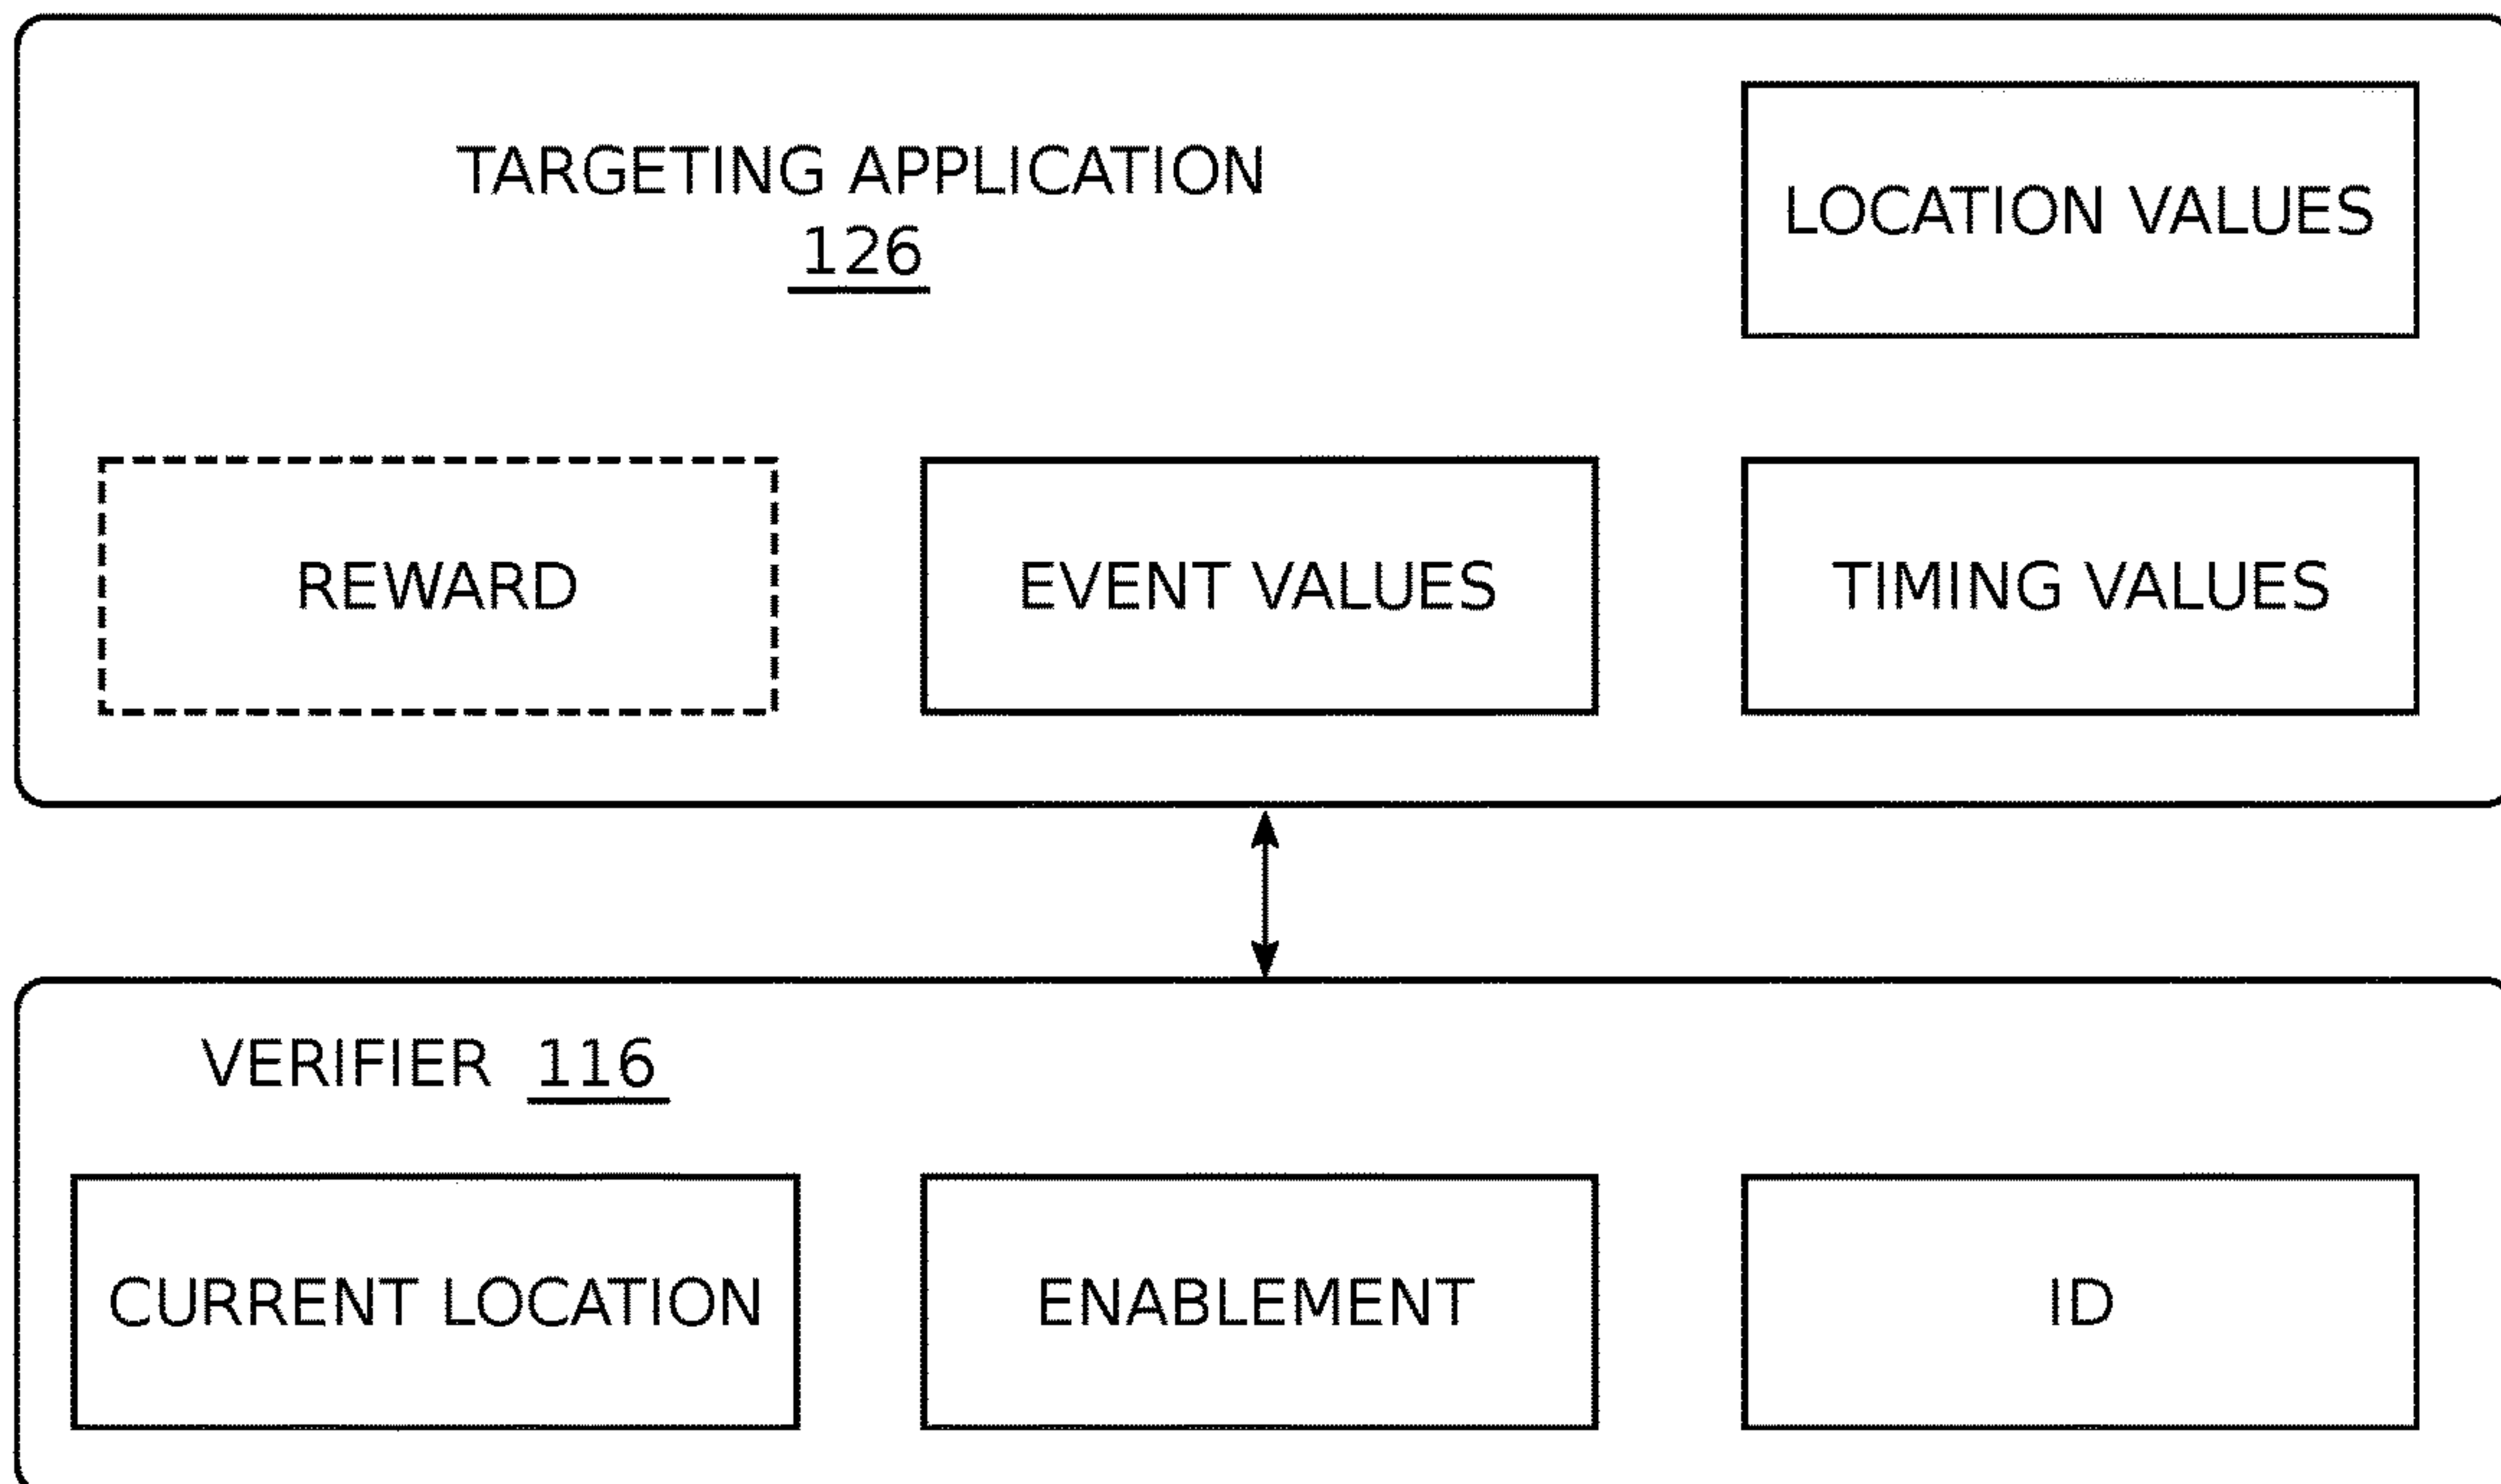 TARGETING APPLICATION
126
LOCATION VALUES
REWARD
EVENT VALUES
TIMING VALUES
VERIFIER 116
CURRENT LOCATION
ENABLEMENT
ID